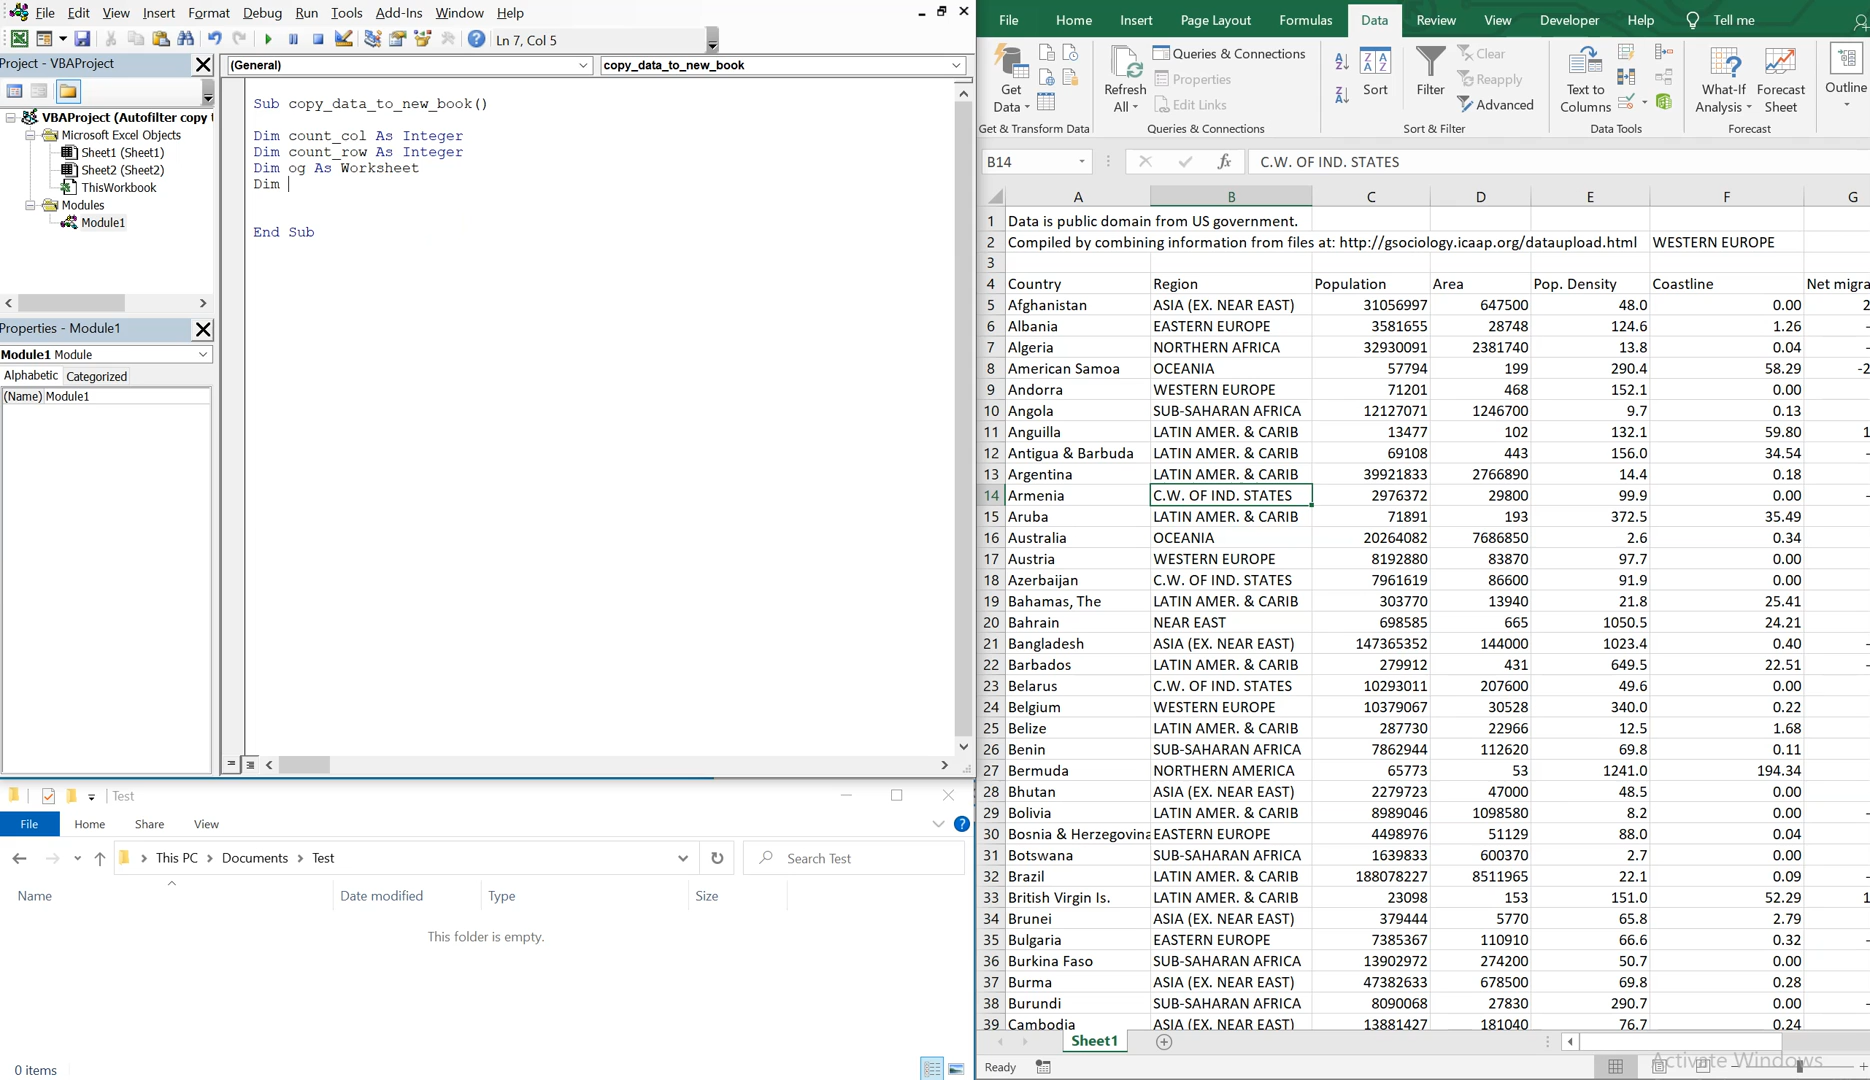 File Edit View Insert Format Debug Run Tools Add-Ins Window Help
Ln 7, Col 5
Project - VBAProject
VBAProject (Autofilter copy
Microsoft Excel Objects
Sheet1 (Sheet1)
Sheet2 (Sheet2)
ThisWorkbook
Modules
Module1
Properties - Module1
Module1 Module
Alphabetic Categorized
(Name) Module1
(General) copy_data_to_new_book
Sub copy_data_to_new_book()
Dim count_col As Integer
Dim count_row As Integer
Dim og As Worksheet
Dim
End Sub
Test
File Home Share View
This PC Documents Test
Search Test
Name Date modified Type Size
This folder is empty.
0 items
File Home Insert Page Layout Formulas Data Review View Developer Help Tell me
Get Data
Get & Transform Data
Refresh All
Queries & Connections
Properties
Edit Links
Queries & Connections
Sort
Filter
Clear
Reapply
Advanced
Sort & Filter
Text to Columns
Data Tools
What-If Analysis
Forecast Sheet
Forecast
Outline
B14 fx C.W. OF IND. STATES
A B C D E F G
1 Data is public domain from US government.
2 Compiled by combining information from files at: http://gsociology.icaap.org/dataupload.html WESTERN EUROPE
3
4 Country Region Population Area Pop. Density Coastline Net migra
5 Afghanistan ASIA (EX. NEAR EAST) 31056997 647500 48.0 0.00 2
6 Albania EASTERN EUROPE 3581655 28748 124.6 1.26 -
7 Algeria NORTHERN AFRICA 32930091 2381740 13.8 0.04 -
8 American Samoa OCEANIA 57794 199 290.4 58.29 -2
9 Andorra WESTERN EUROPE 71201 468 152.1 0.00
10 Angola SUB-SAHARAN AFRICA 12127071 1246700 9.7 0.13
11 Anguilla LATIN AMER. & CARIB 13477 102 132.1 59.80 1
12 Antigua & Barbuda LATIN AMER. & CARIB 69108 443 156.0 34.54 -
13 Argentina LATIN AMER. & CARIB 39921833 2766890 14.4 0.18
14 Armenia C.W. OF IND. STATES 2976372 29800 99.9 0.00 -
15 Aruba LATIN AMER. & CARIB 71891 193 372.5 35.49
16 Australia OCEANIA 20264082 7686850 2.6 0.34
17 Austria WESTERN EUROPE 8192880 83870 97.7 0.00
18 Azerbaijan C.W. OF IND. STATES 7961619 86600 91.9 0.00
19 Bahamas, The LATIN AMER. & CARIB 303770 13940 21.8 25.41
20 Bahrain NEAR EAST 698585 665 1050.5 24.21
21 Bangladesh ASIA (EX. NEAR EAST) 147365352 144000 1023.4 0.40 -
22 Barbados LATIN AMER. & CARIB 279912 431 649.5 22.51 -
23 Belarus C.W. OF IND. STATES 10293011 207600 49.6 0.00
24 Belgium WESTERN EUROPE 10379067 30528 340.0 0.22
25 Belize LATIN AMER. & CARIB 287730 22966 12.5 1.68
26 Benin SUB-SAHARAN AFRICA 7862944 112620 69.8 0.11
27 Bermuda NORTHERN AMERICA 65773 53 1241.0 194.34
28 Bhutan ASIA (EX. NEAR EAST) 2279723 47000 48.5 0.00
29 Bolivia LATIN AMER. & CARIB 8989046 1098580 8.2 0.00 -
30 Bosnia & Herzegovina EASTERN EUROPE 4498976 51129 88.0 0.04
31 Botswana SUB-SAHARAN AFRICA 1639833 600370 2.7 0.00
32 Brazil LATIN AMER. & CARIB 188078227 8511965 22.1 0.09 -
33 British Virgin Is. LATIN AMER. & CARIB 23098 153 151.0 52.29 1
34 Brunei ASIA (EX. NEAR EAST) 379444 5770 65.8 2.79
35 Bulgaria EASTERN EUROPE 7385367 110910 66.6 0.32 -
36 Burkina Faso SUB-SAHARAN AFRICA 13902972 274200 50.7 0.00
37 Burma ASIA (EX. NEAR EAST) 47382633 678500 69.8 0.28 -
38 Burundi SUB-SAHARAN AFRICA 8090068 27830 290.7 0.00 -
39 Cambodia ASIA (EX. NEAR EAST) 13881427 181040 76.7 0.24
Sheet1
Ready
Activate Windows